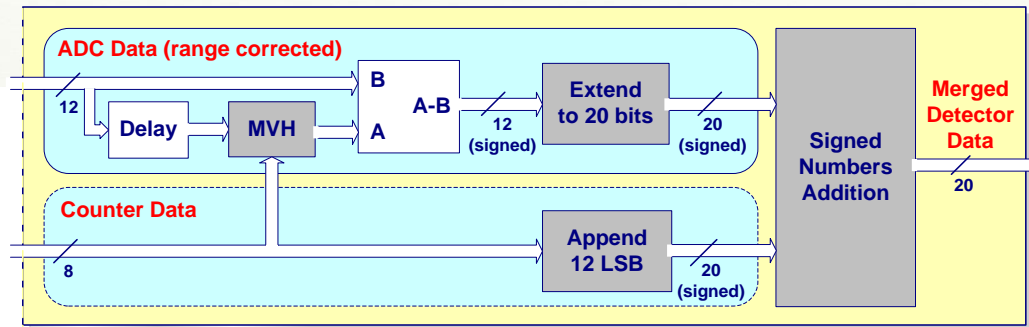 ADC Data (range corrected)
12
Delay
MVH
B
A
A-B
12
(signed)
Extend
to 20 bits
20
(signed)
Counter Data
8
Append
12 LSB
20
(signed)
Signed
Numbers
Addition
Merged
Detector
Data
20